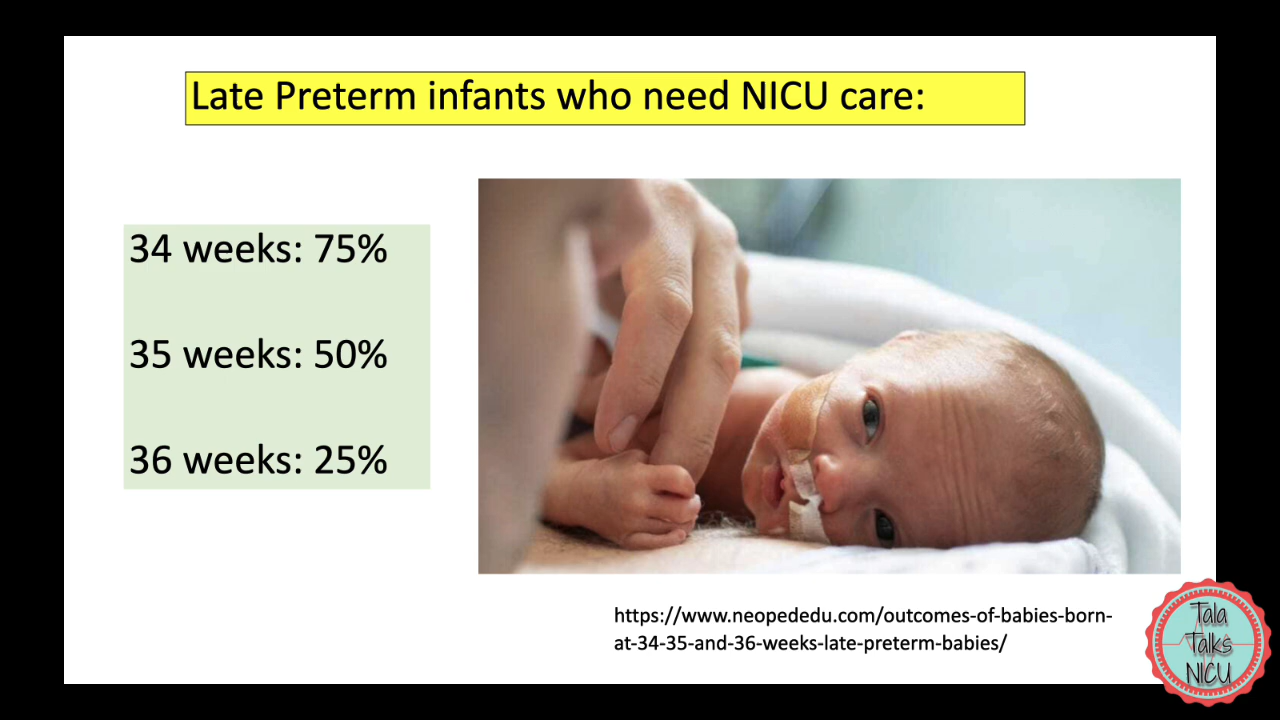 Late Preterm infants who need NICU care:
34 weeks: 75%
35 weeks: 50%
36 weeks: 25%
https://www.neopededu.com/outcomes-of-babies-born-
at-34-35-and-36-weeks-late-preterm-babies/
Tala
Talks
NICU